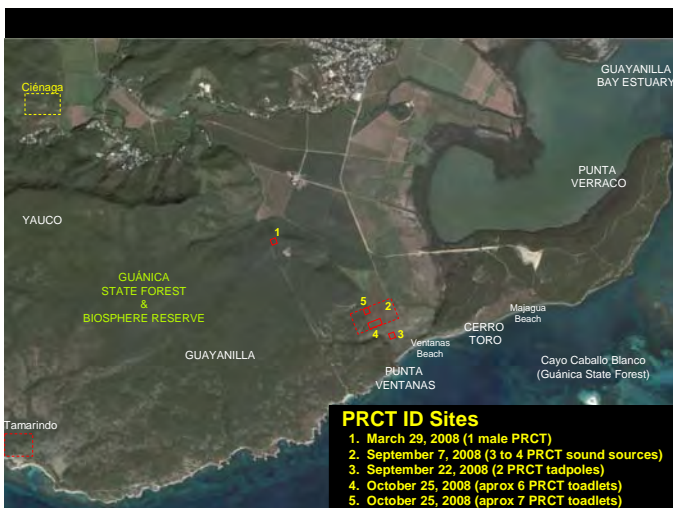 Ciénaga
GUAYANILLA
BAY ESTUARY
PUNTA
VERRACO
YAUCO
1
GUÁNICA
STATE FOREST
&
BIOSPHERE RESERVE
5
2
4
3
Majagua
Beach
CERRO
TORO
Ventanas
Beach
GUAYANILLA
PUNTA
VENTANAS
Cayo Caballo Blanco
(Guánica State Forest)
Tamarindo
PRCT ID Sites
1. March 29, 2008 (1 male PRCT)
2. September 7, 2008 (3 to 4 PRCT sound sources)
3. September 22, 2008 (2 PRCT tadpoles)
4. October 25, 2008 (aprox 6 PRCT toadlets)
5. October 25, 2008 (aprox 7 PRCT toadlets)